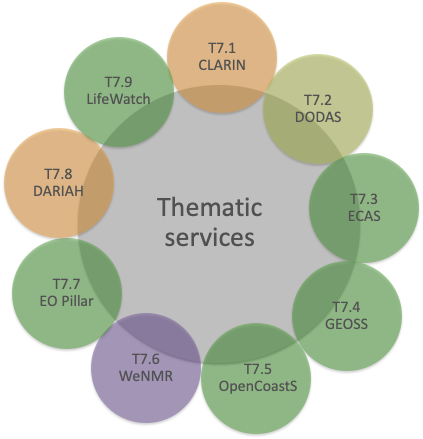 T7.1
CLARIN
T7.2
DODAS
T7.3
ECAS
T7.4
GEOSS
T7.5
OpenCoastS
T7.6
WeNMR
T7.7
EO Pillar
T7.8
DARIAH
T7.9
LifeWatch
Thematic
services